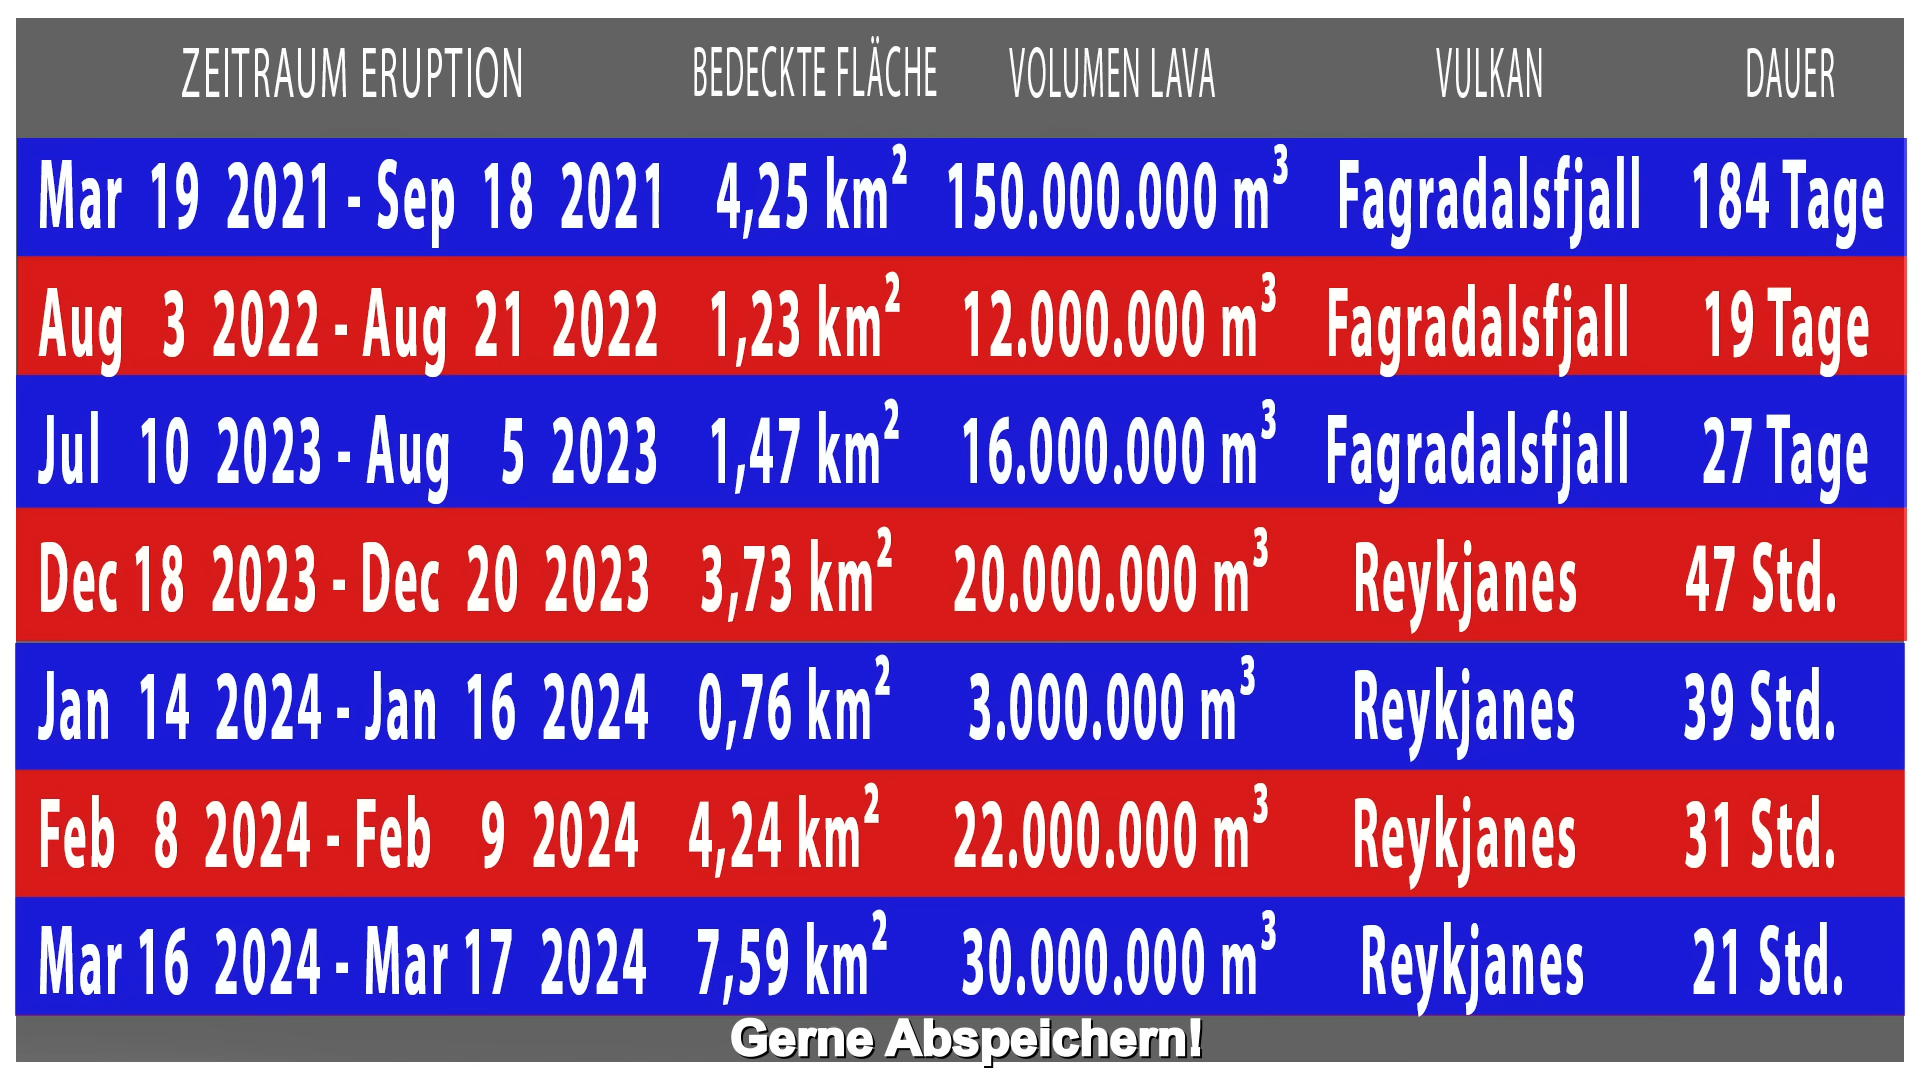 ZEITRAUM ERUPTION BEDECKTE FLÄCHE VOLUMEN LAVA VULKAN DAUER
Mar 19 2021 - Sep 18 2021 4,25 km² 150.000.000 m³ Fagradalsfjall 184 Tage
Aug 3 2022 - Aug 21 2022 1,23 km² 12.000.000 m³ Fagradalsfjall 19 Tage
Jul 10 2023 - Aug 5 2023 1,47 km² 16.000.000 m³ Fagradalsfjall 27 Tage
Dec 18 2023 - Dec 20 2023 3,73 km² 20.000.000 m³ Reykjanes 47 Std.
Jan 14 2024 - Jan 16 2024 0,76 km² 3.000.000 m³ Reykjanes 39 Std.
Feb 8 2024 - Feb 9 2024 4,24 km² 22.000.000 m³ Reykjanes 31 Std.
Mar 16 2024 - Mar 17 2024 7,59 km² 30.000.000 m³ Reykjanes 21 Std.
Gerne Abspeichern!